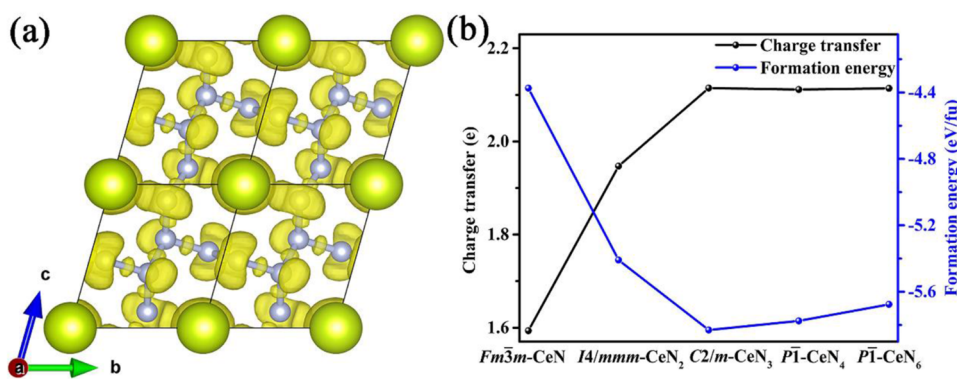 (a)
c
a
b
(b)
Charge transfer
Formation energy
2.2
2.0
1.8
1.6
Charge transfer (e)
-4.4
-4.8
-5.2
-5.6
Formation energy (eV/fu)
Fm3̅m-CeN I4/mmm-CeN₂ C2/m-CeN₃ P1̅-CeN₄ P1̅-CeN₆